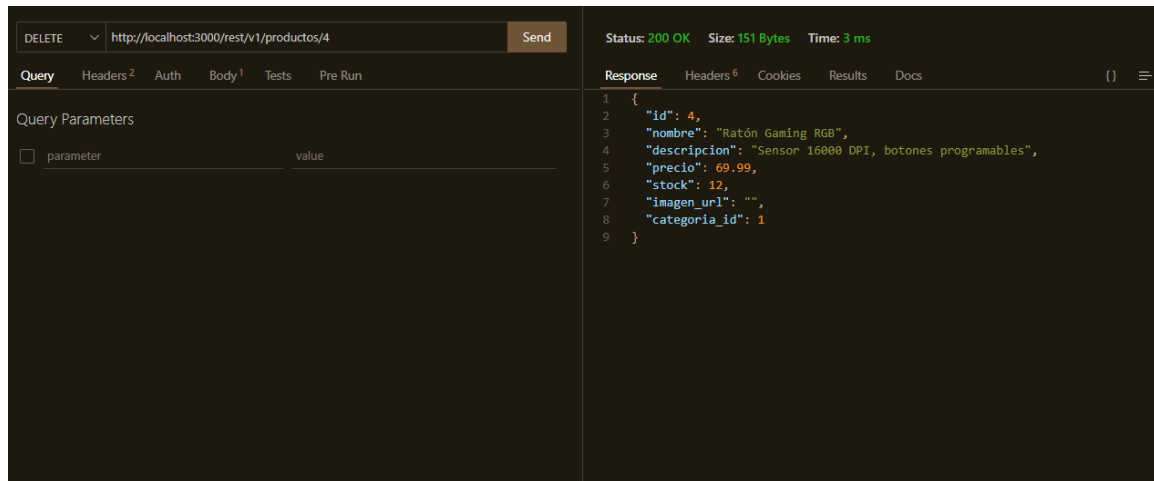 DELETE http://localhost:3000/rest/v1/productos/4 Send
Query Headers 2 Auth Body 1 Tests Pre Run
Query Parameters
parameter value
Status: 200 OK Size: 151 Bytes Time: 3 ms
Response Headers 6 Cookies Results Docs {}
1 {
2 "id": 4,
3 "nombre": "Ratón Gaming RGB",
4 "descripcion": "Sensor 16000 DPI, botones programables",
5 "precio": 69.99,
6 "stock": 12,
7 "imagen_url": "",
8 "categoria_id": 1
9 }